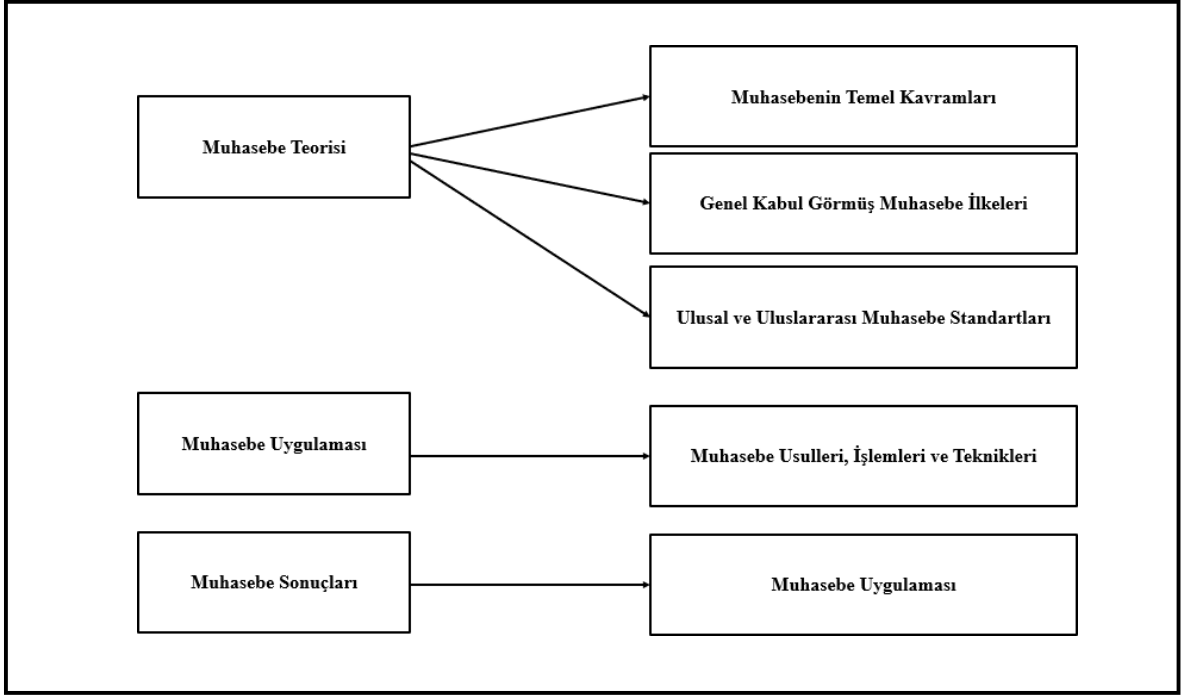 Muhasebe Teorisi
Muhasebenin Temel Kavramları
Genel Kabul Görmüş Muhasebe İlkeleri
Ulusal ve Uluslararası Muhasebe Standartları
Muhasebe Uygulaması
Muhasebe Usulleri, İşlemleri ve Teknikleri
Muhasebe Sonuçları
Muhasebe Uygulaması